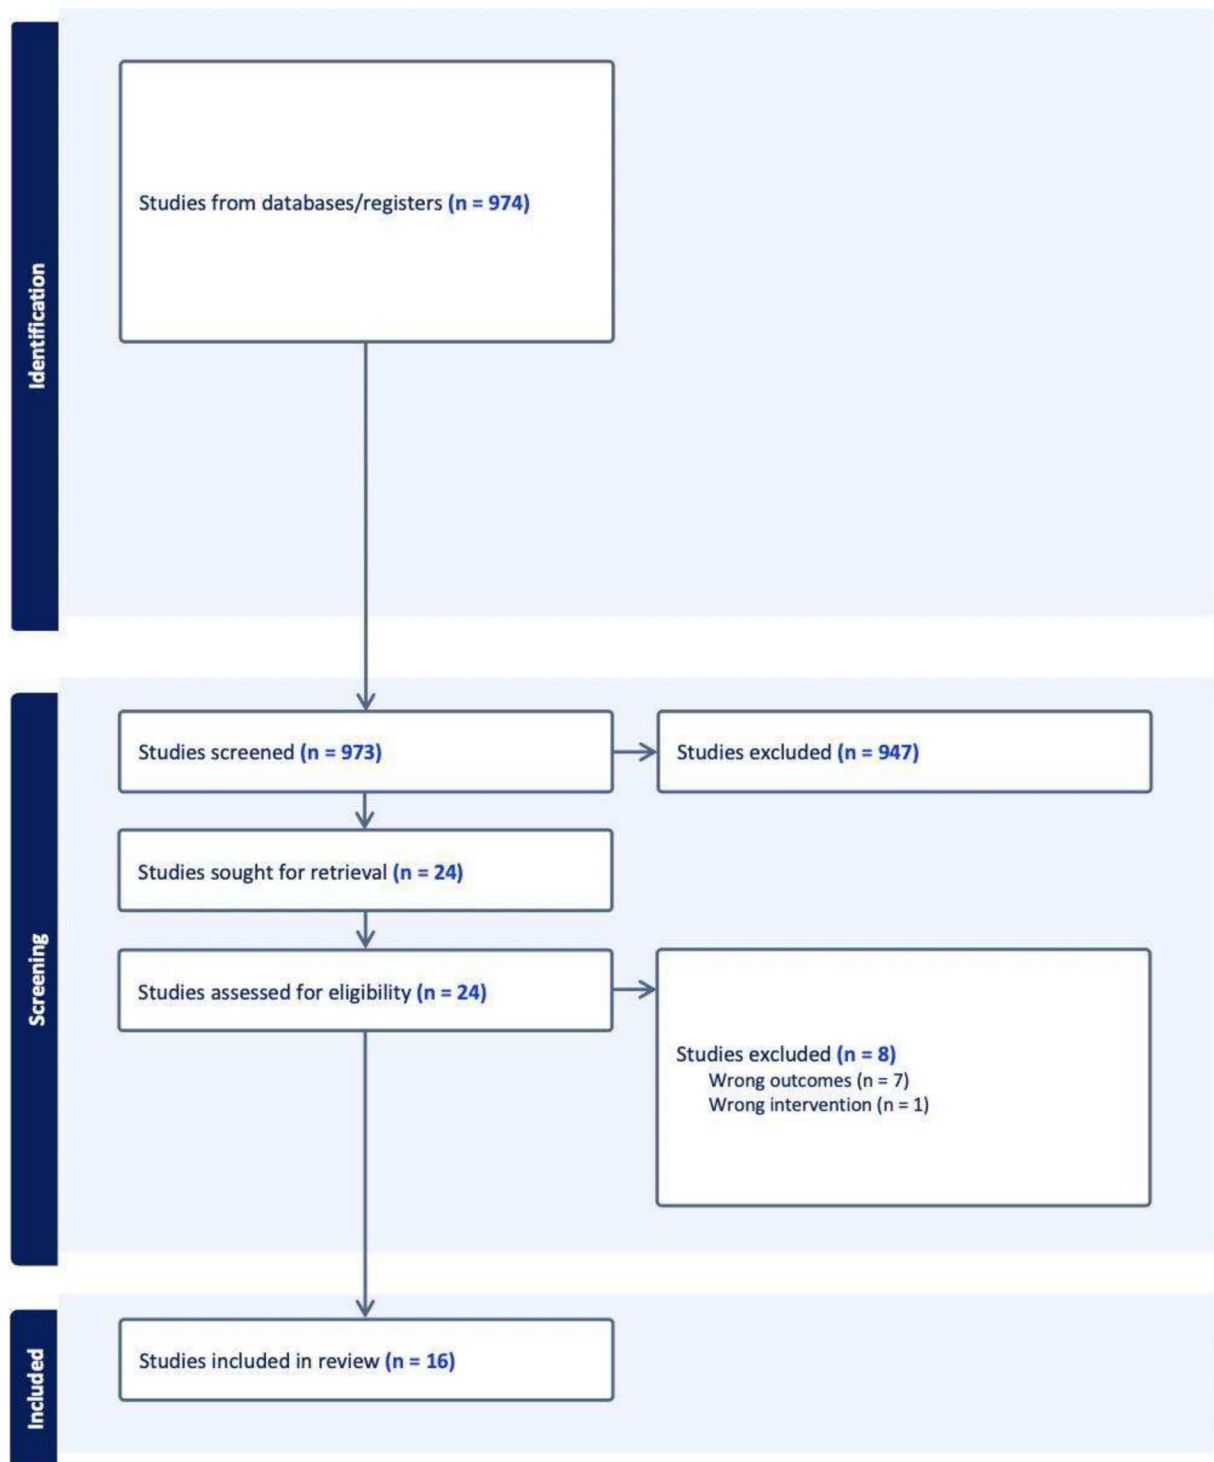 Identification
Studies from databases/registers (n = 974)
Screening
Studies screened (n = 973)
Studies excluded (n = 947)
Studies sought for retrieval (n = 24)
Studies assessed for eligibility (n = 24)
Studies excluded (n = 8)
Wrong outcomes (n = 7)
Wrong intervention (n = 1)
Included
Studies included in review (n = 16)